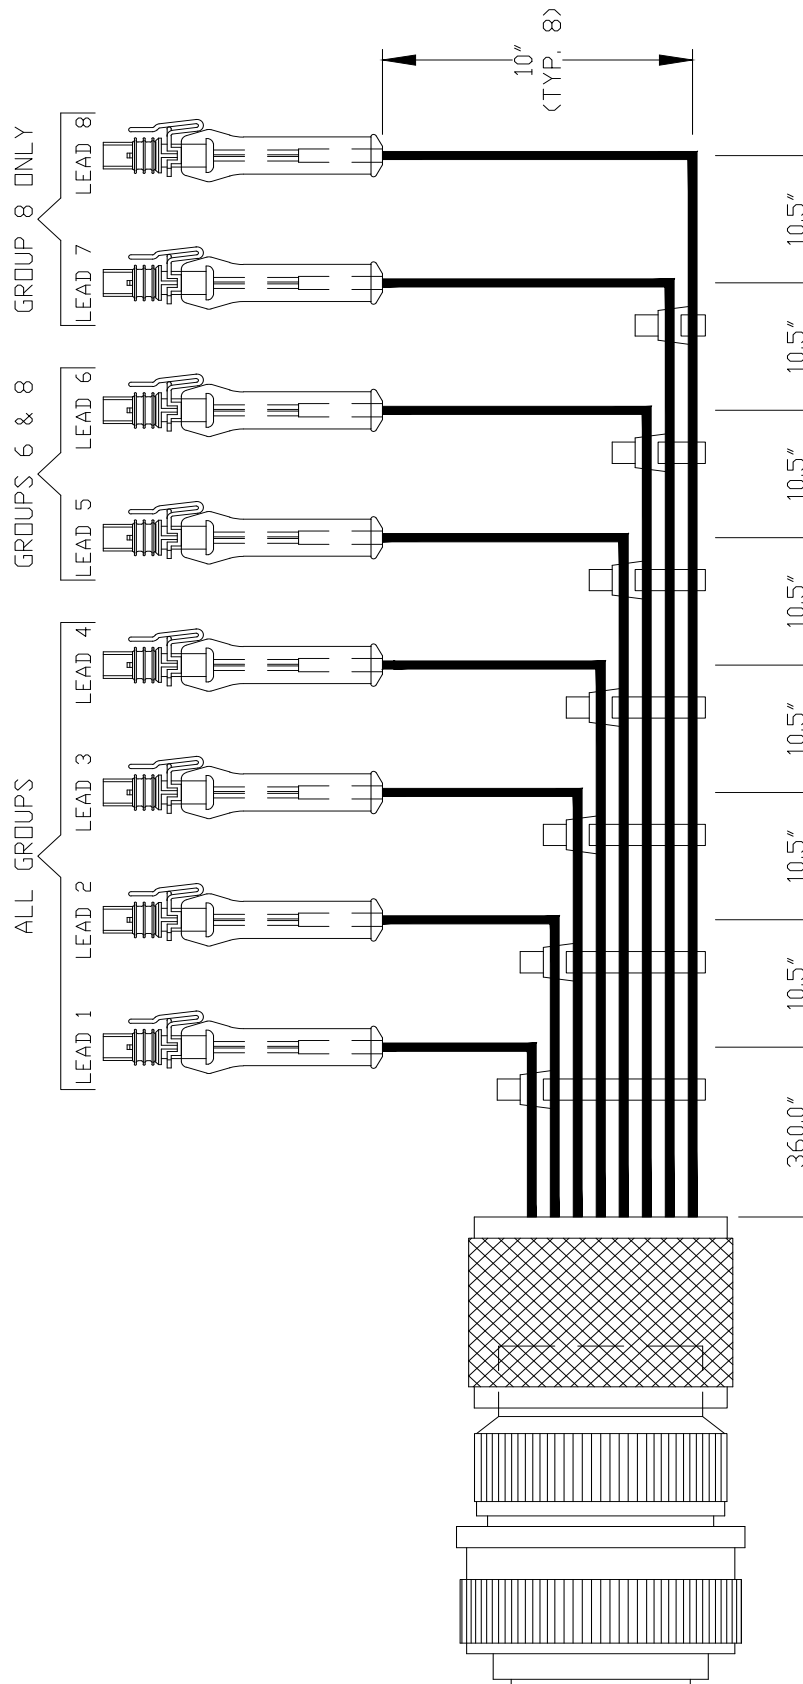 ALL GROUPS
GROUPS 6 & 8
GROUP 8 ONLY
LEAD 1
LEAD 2
LEAD 3
LEAD 4
LEAD 5
LEAD 6
LEAD 7
LEAD 8
10"
(TYP. 8)
360.0"
10.5"
10.5"
10.5"
10.5"
10.5"
10.5"
10.5"